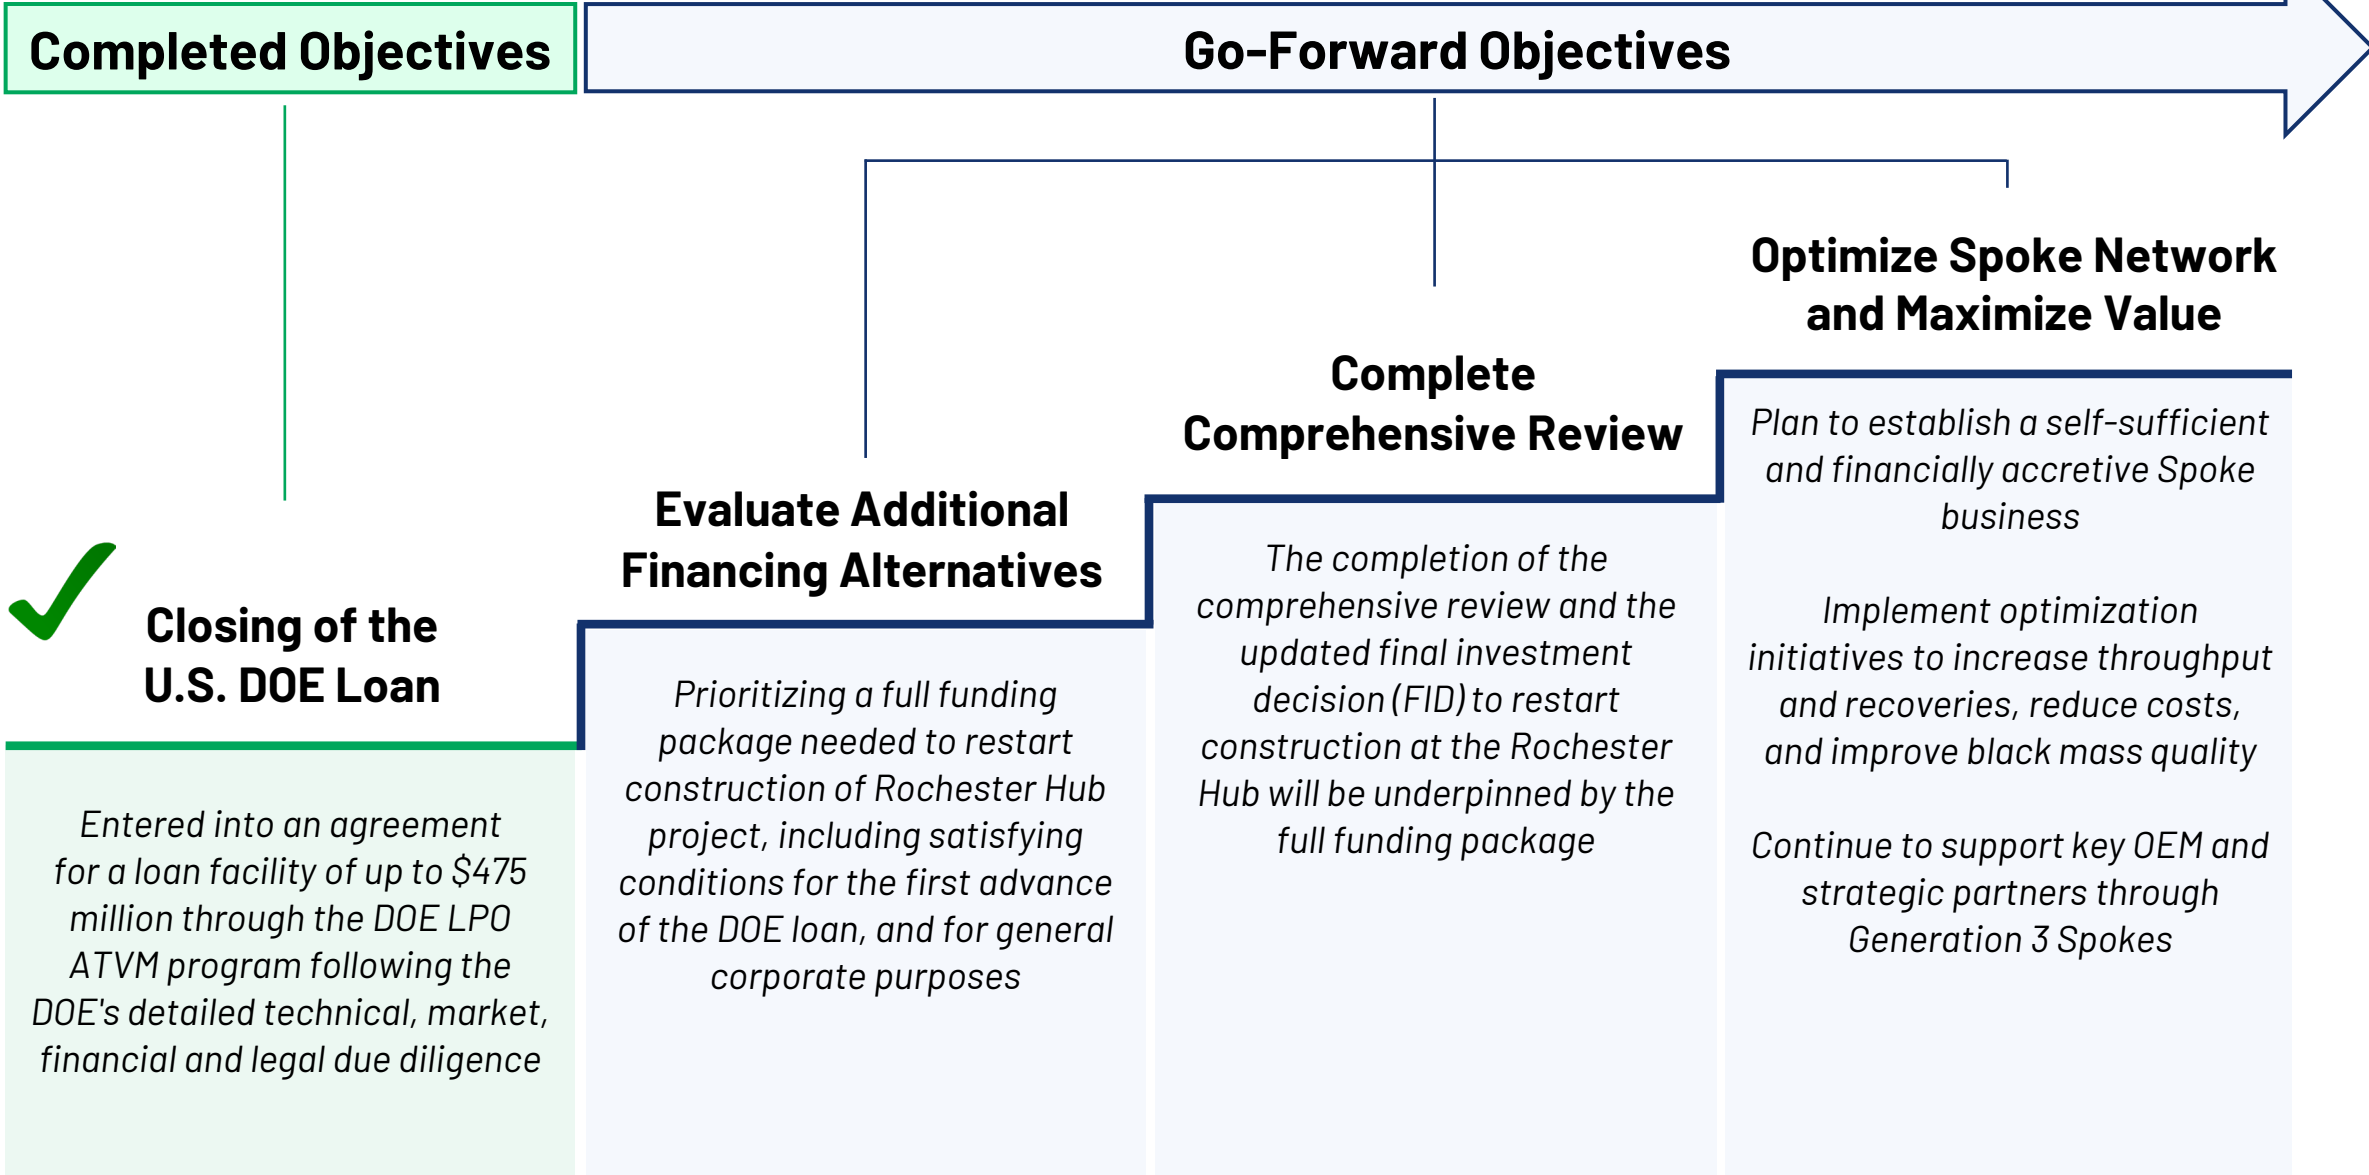 Completed Objectives
Go-Forward Objectives
Closing of the
U.S. DOE Loan
Entered into an agreement
for a loan facility of up to $475
million through the DOE LPO
ATVM program following the
DOE's detailed technical, market,
financial and legal due diligence
Evaluate Additional
Financing Alternatives
Prioritizing a full funding
package needed to restart
construction of Rochester Hub
project, including satisfying
conditions for the first advance
of the DOE loan, and for general
corporate purposes
Complete
Comprehensive Review
The completion of the
comprehensive review and the
updated final investment
decision (FID) to restart
construction at the Rochester
Hub will be underpinned by the
full funding package
Optimize Spoke Network
and Maximize Value
Plan to establish a self-sufficient
and financially accretive Spoke
business
Implement optimization
initiatives to increase throughput
and recoveries, reduce costs,
and improve black mass quality
Continue to support key OEM and
strategic partners through
Generation 3 Spokes